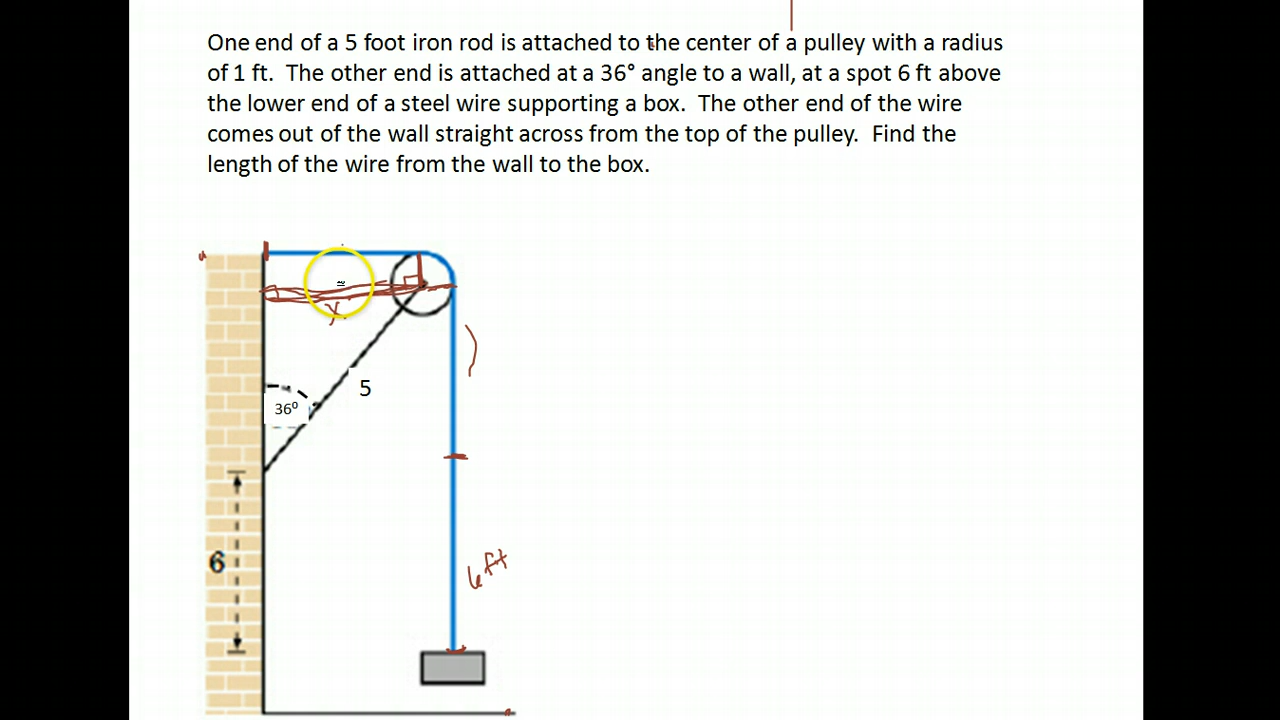 One end of a 5 foot iron rod is attached to the center of a pulley with a radius
of 1 ft.  The other end is attached at a 36° angle to a wall, at a spot 6 ft above
the lower end of a steel wire supporting a box.  The other end of the wire
comes out of the wall straight across from the top of the pulley.  Find the
length of the wire from the wall to the box.
x
5
36⁰
6
6 ft